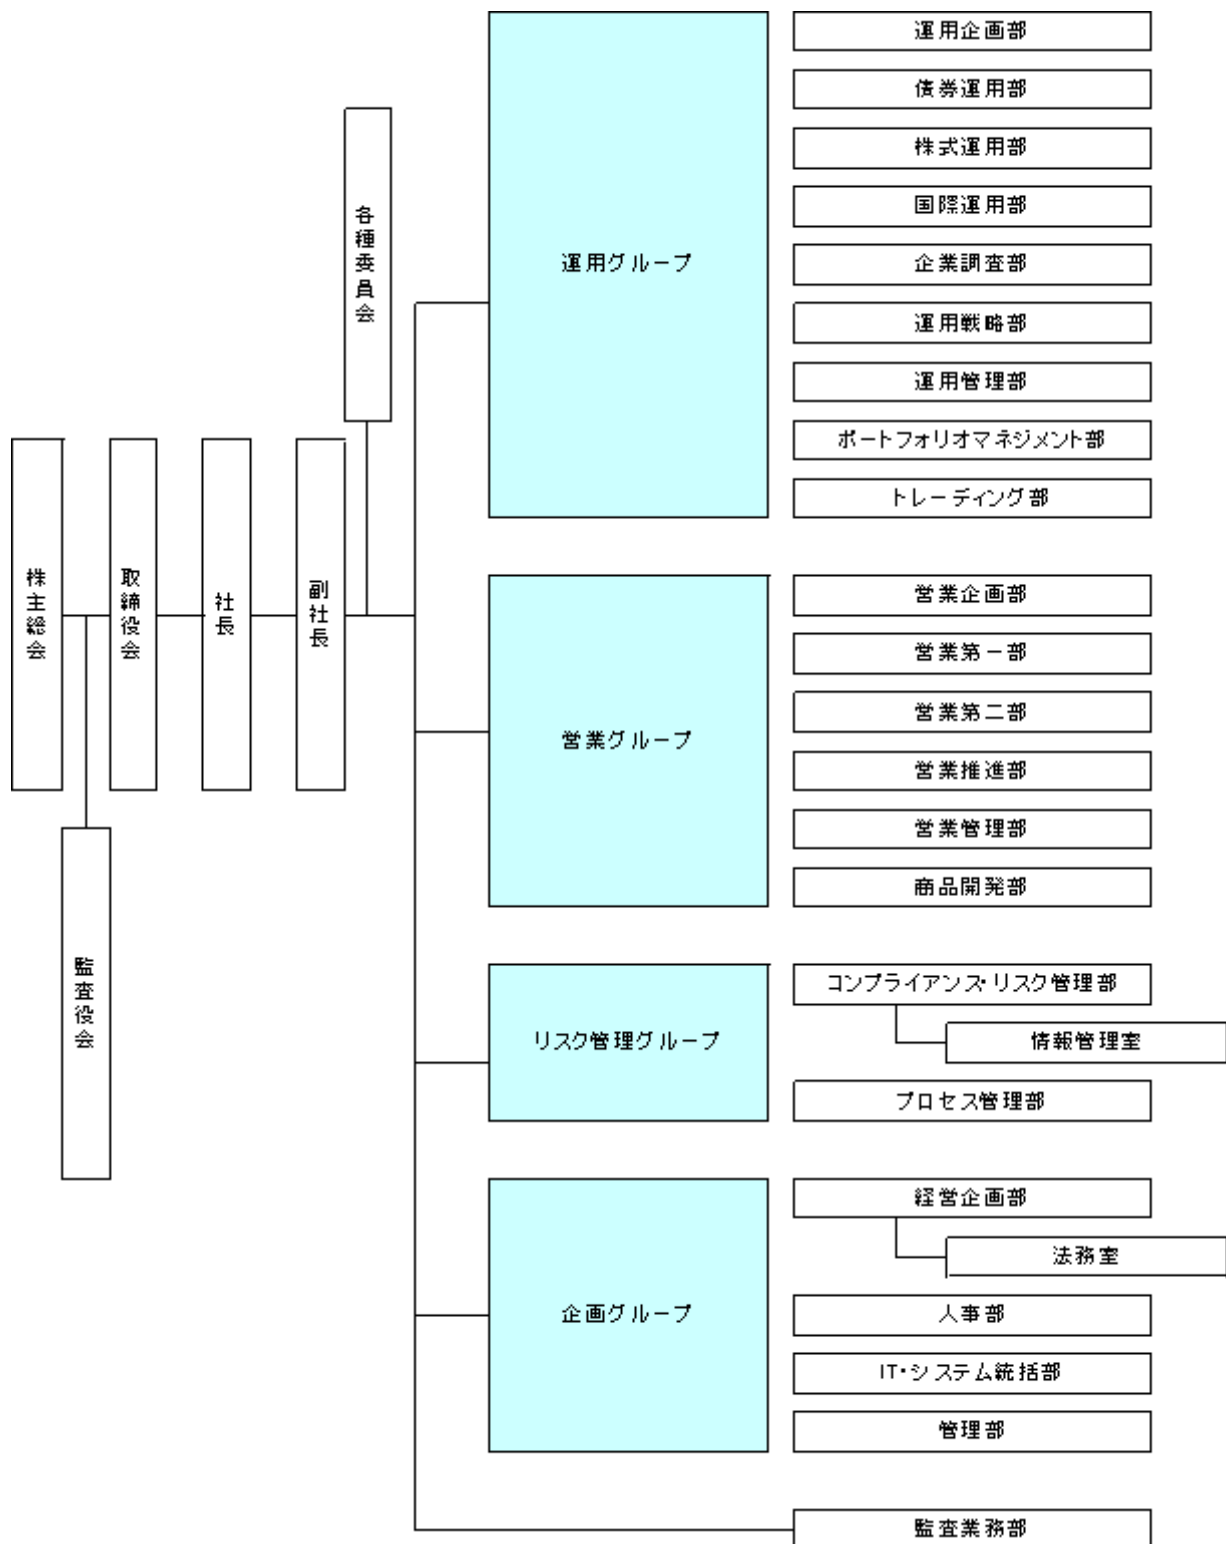 株主総会
監査役会
取締役会
社長
副社長
各種委員会
運用グループ
運用企画部
債券運用部
株式運用部
国際運用部
企業調査部
運用戦略部
運用管理部
ポートフォリオマネジメント部
トレーディング部
営業グループ
営業企画部
営業第一部
営業第二部
営業推進部
営業管理部
商品開発部
リスク管理グループ
コンプライアンス・リスク管理部
情報管理室
プロセス管理部
企画グループ
経営企画部
法務室
人事部
IT・システム統括部
管理部
監査業務部